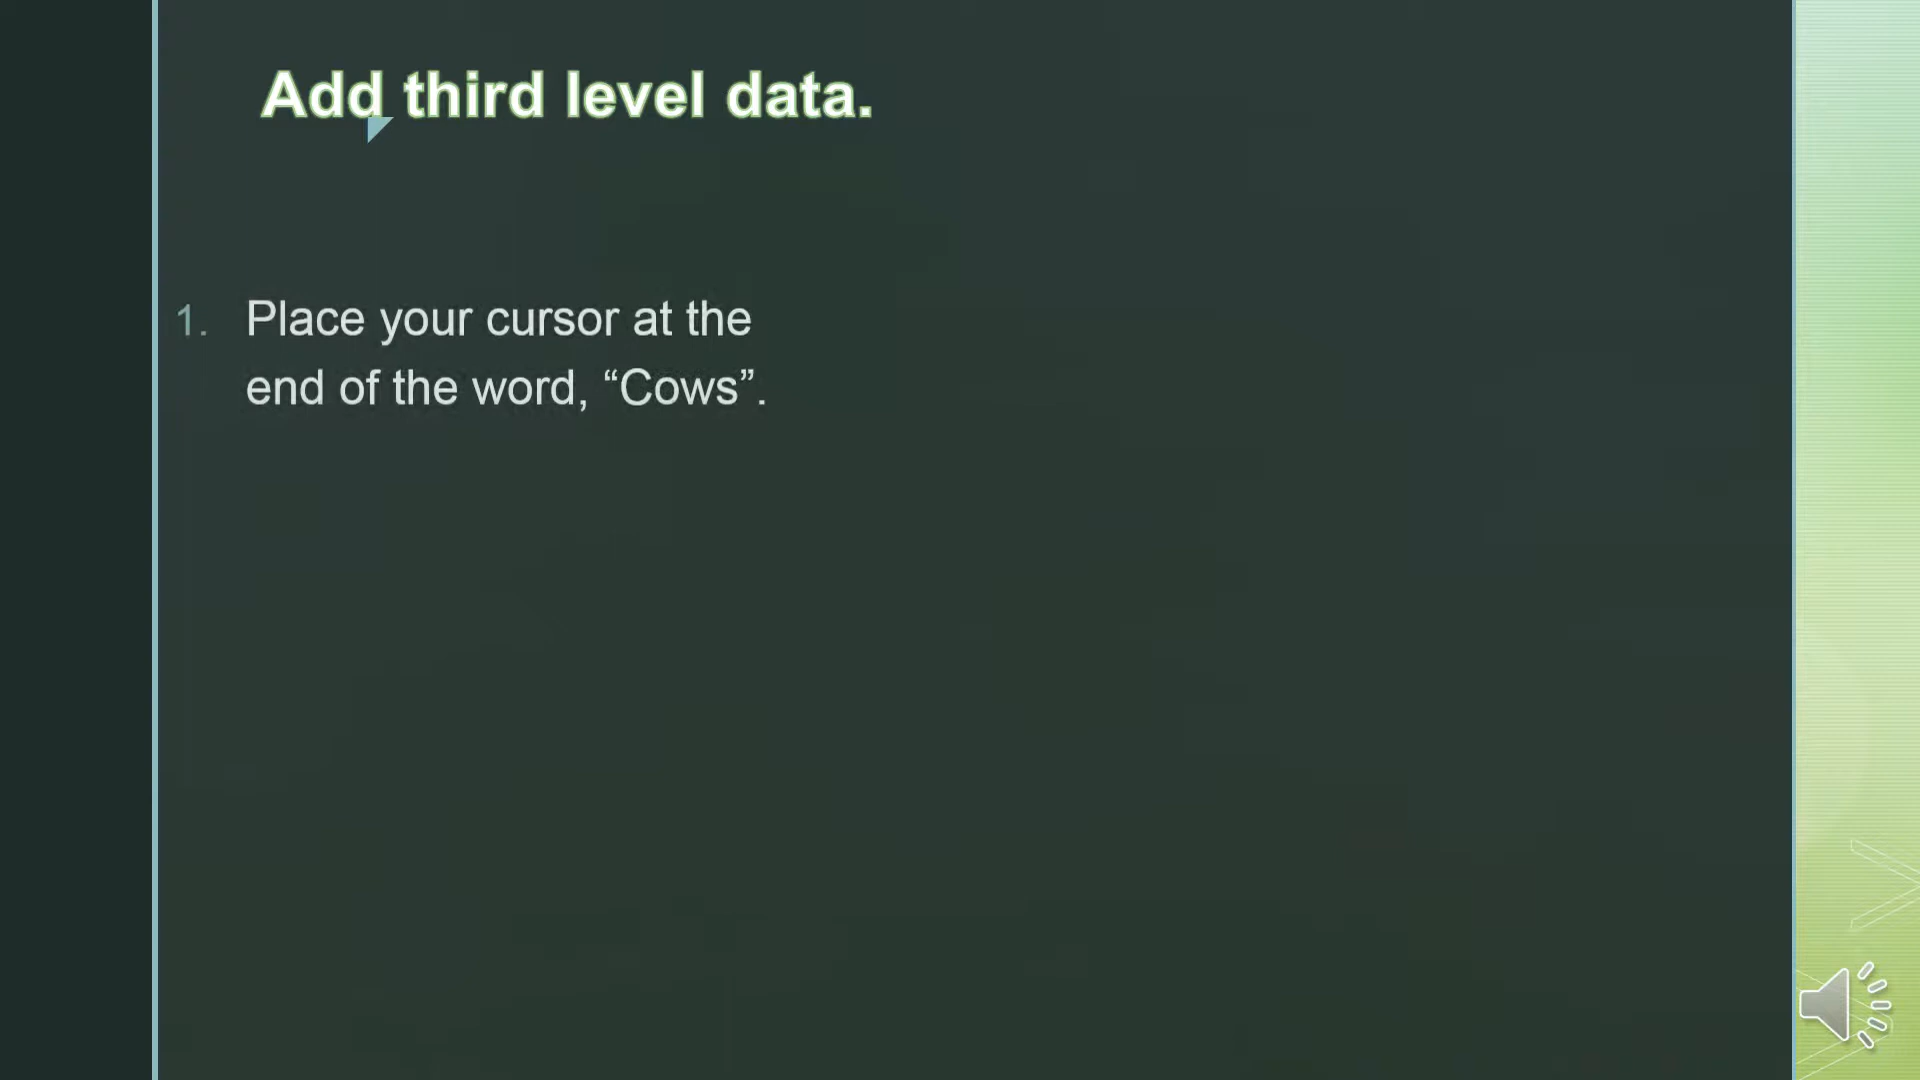 Add third level data.
1. Place your cursor at the
end of the word, “Cows”.